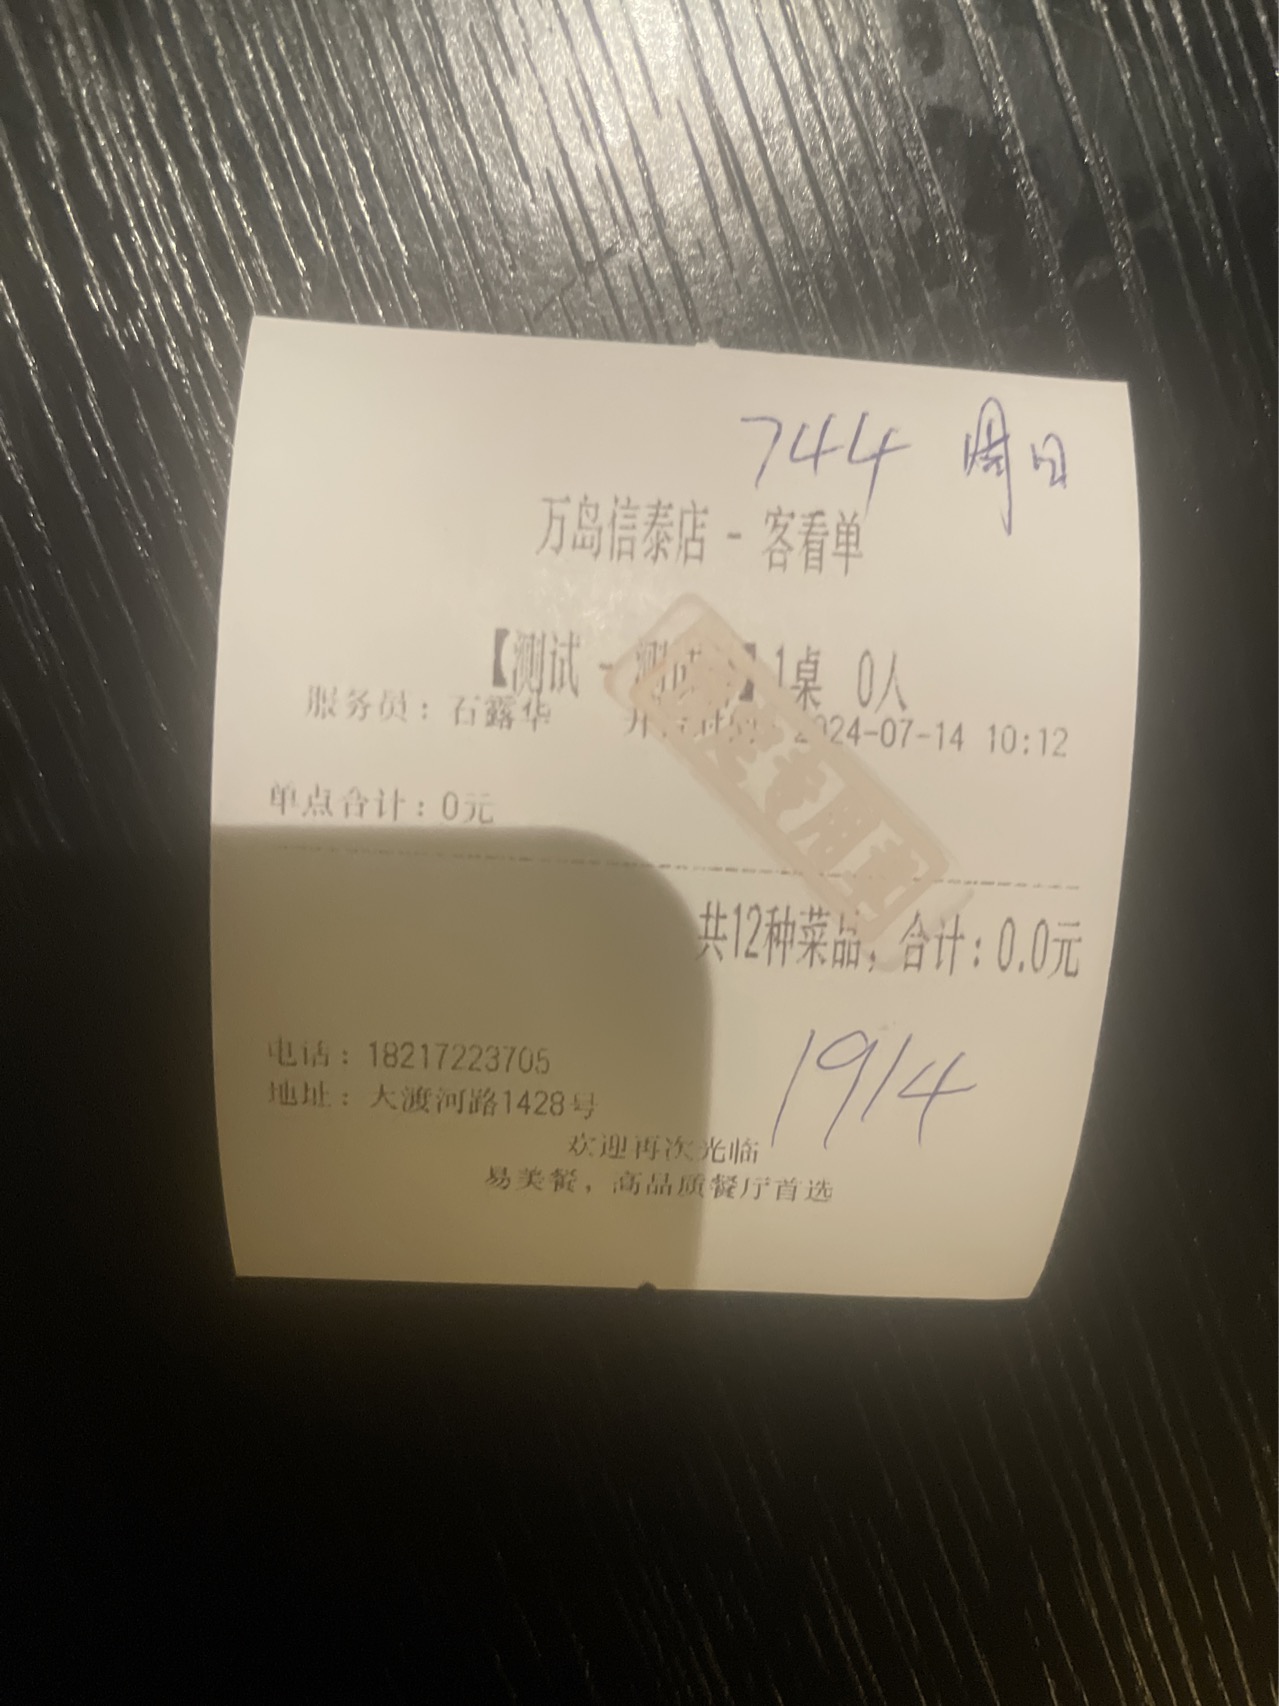 744 周日
万岛信泰店 - 客看单
【测试 - 测试 】1桌 0人
服务员：石露华 2024-07-14 10:12
单点合计：0元
共12种菜品，合计：0.0元
1914
电话：18217223705
地址：大渡河路1428号
欢迎再次光临
易美餐，高品质餐厅首选